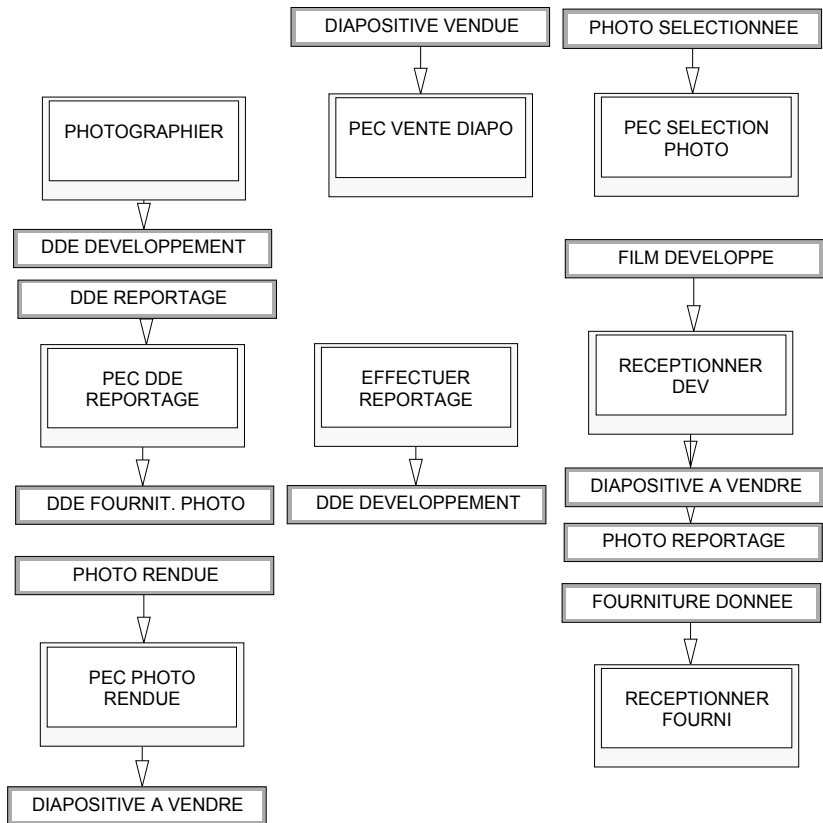 DIAPOSITIVE VENDUE
PHOTO SELECTIONNEE
PHOTOGRAPHIER
PEC VENTE DIAPO
PEC SELECTION
PHOTO
DDE DEVELOPPEMENT
FILM DEVELOPPE
DDE REPORTAGE
PEC DDE
REPORTAGE
EFFECTUER
REPORTAGE
RECEPTIONNER
DEV
DDE FOURNIT. PHOTO
DDE DEVELOPPEMENT
DIAPOSITIVE A VENDRE
PHOTO REPORTAGE
PHOTO RENDUE
FOURNITURE DONNEE
PEC PHOTO
RENDUE
RECEPTIONNER
FOURNI
DIAPOSITIVE A VENDRE